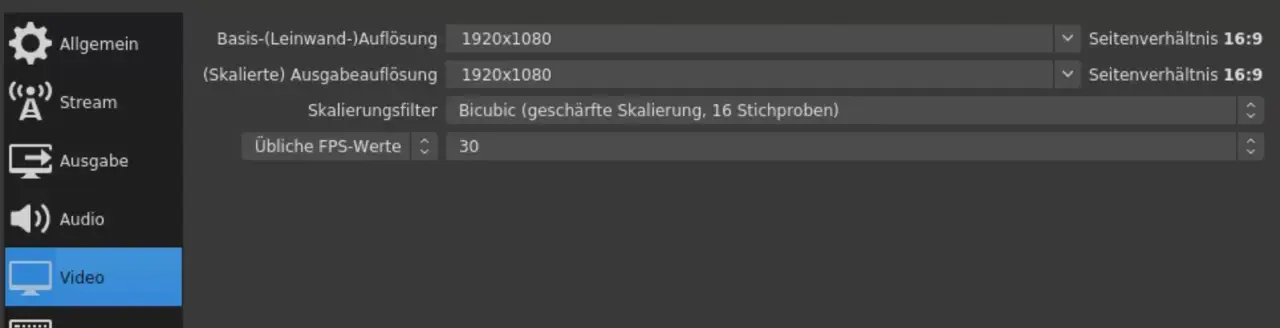 Allgemein
Stream
Ausgabe
Audio
Video
Basis-(Leinwand-)Auflösung 1920x1080 Seitenverhältnis 16:9
(Skalierte) Ausgabeauflösung 1920x1080 Seitenverhältnis 16:9
Skalierungsfilter Bicubic (geschärfte Skalierung, 16 Stichproben)
Übliche FPS-Werte 30